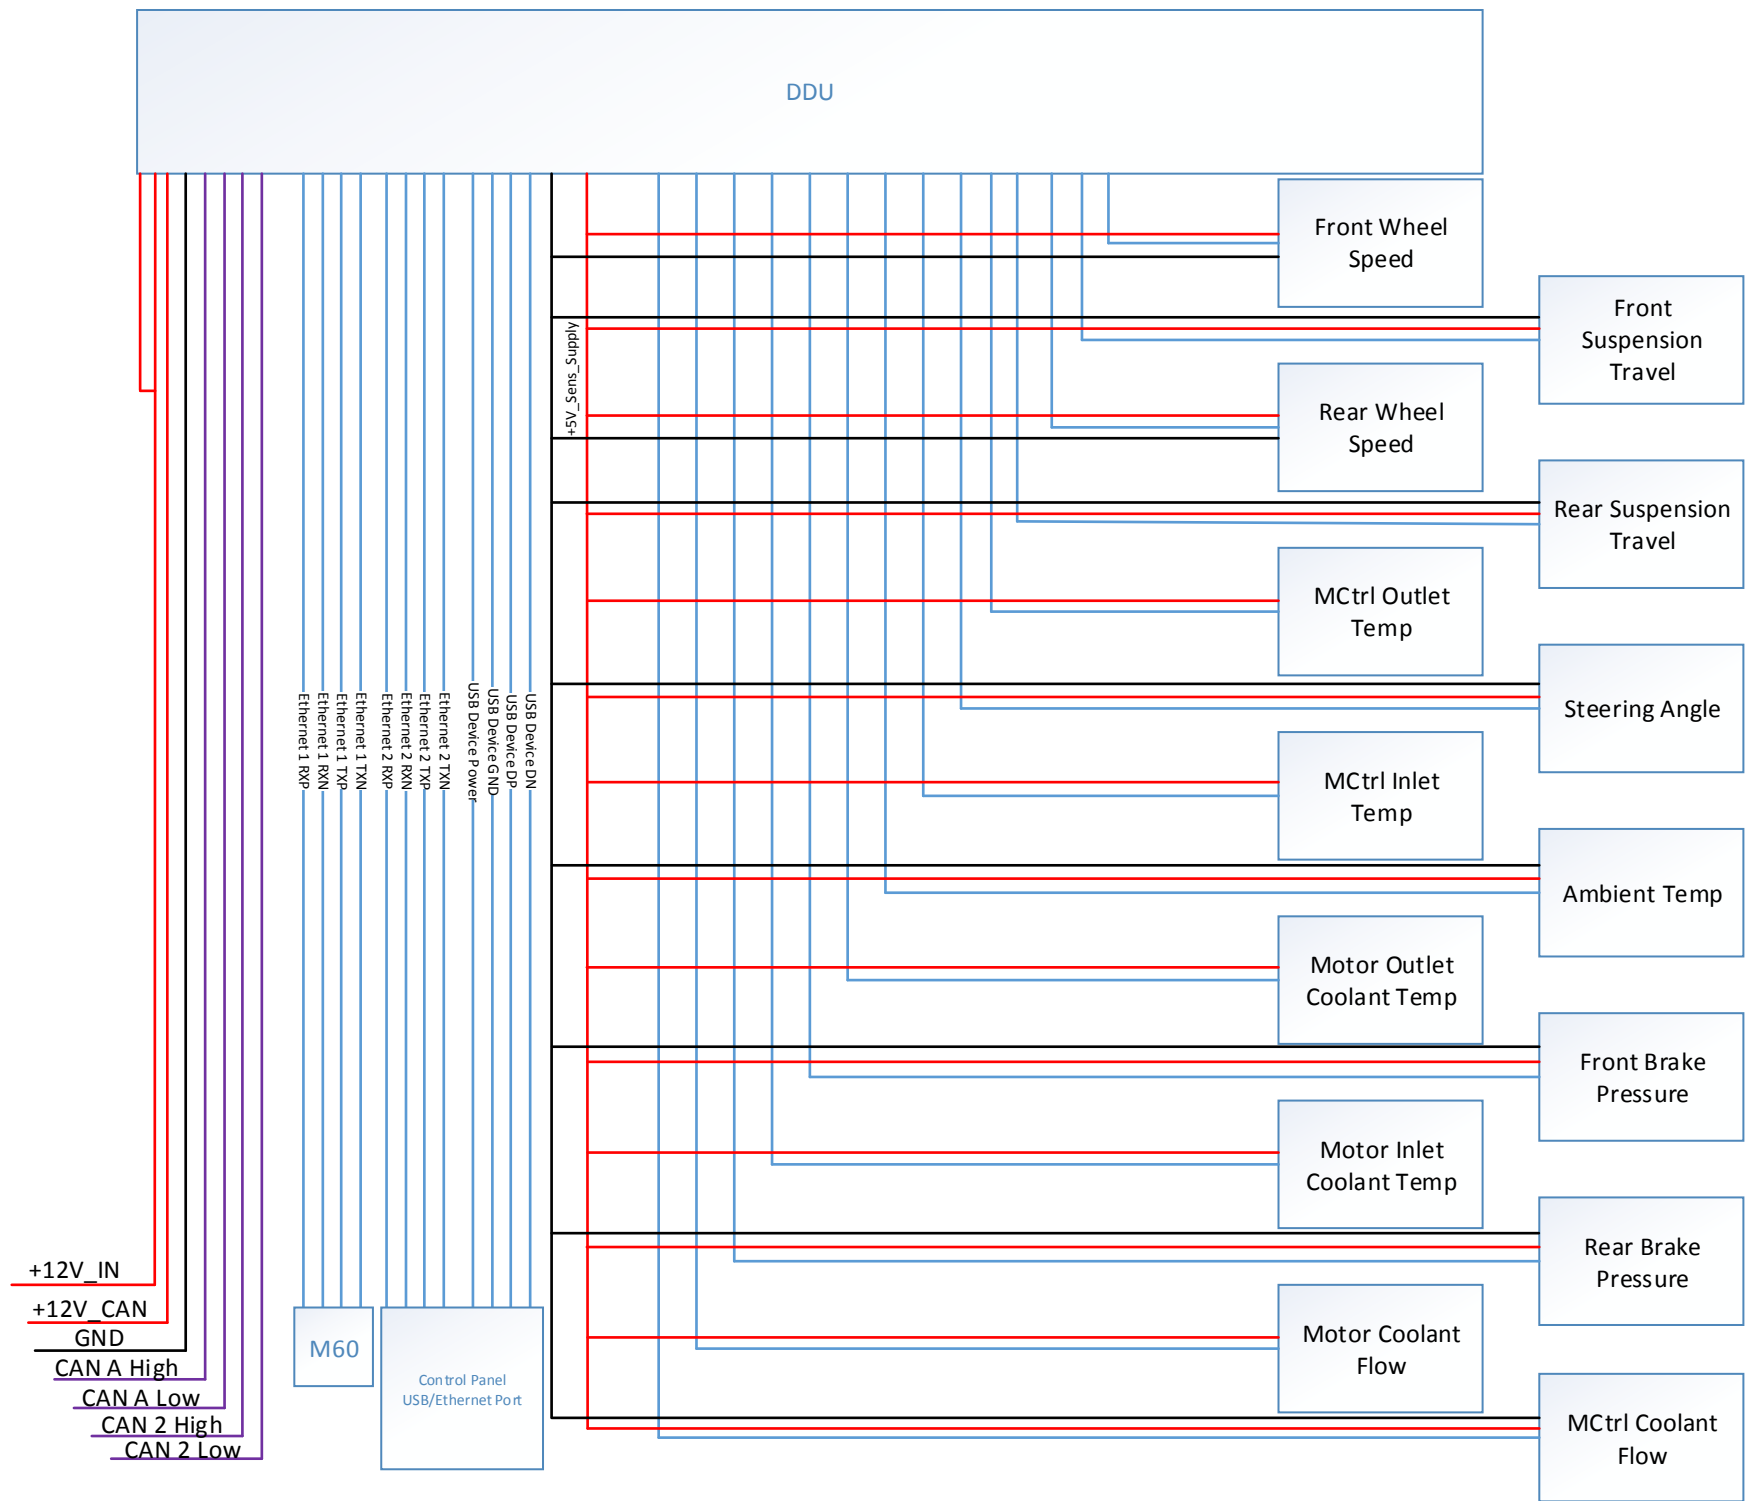 DDU
Front Wheel
Speed
Front
Suspension
Travel
+5V_Sens_Supply
Rear Wheel
Speed
Rear Suspension
Travel
MCtrl Outlet
Temp
Steering Angle
Ethernet 1 RXP
Ethernet 1 RXN
Ethernet 1 TXP
Ethernet 1 TXN
Ethernet 2 RXP
Ethernet 2 RXN
Ethernet 2 TXP
Ethernet 2 TXN
USB Device Power
USB Device GND
USB Device DP
USB Device DN
MCtrl Inlet
Temp
Ambient Temp
Motor Outlet
Coolant Temp
Front Brake
Pressure
Motor Inlet
Coolant Temp
Rear Brake
Pressure
Motor Coolant
Flow
MCtrl Coolant
Flow
+12V_IN
+12V_CAN
GND
CAN A High
CAN A Low
CAN 2 High
CAN 2 Low
M60
Control Panel
USB/Ethernet Port